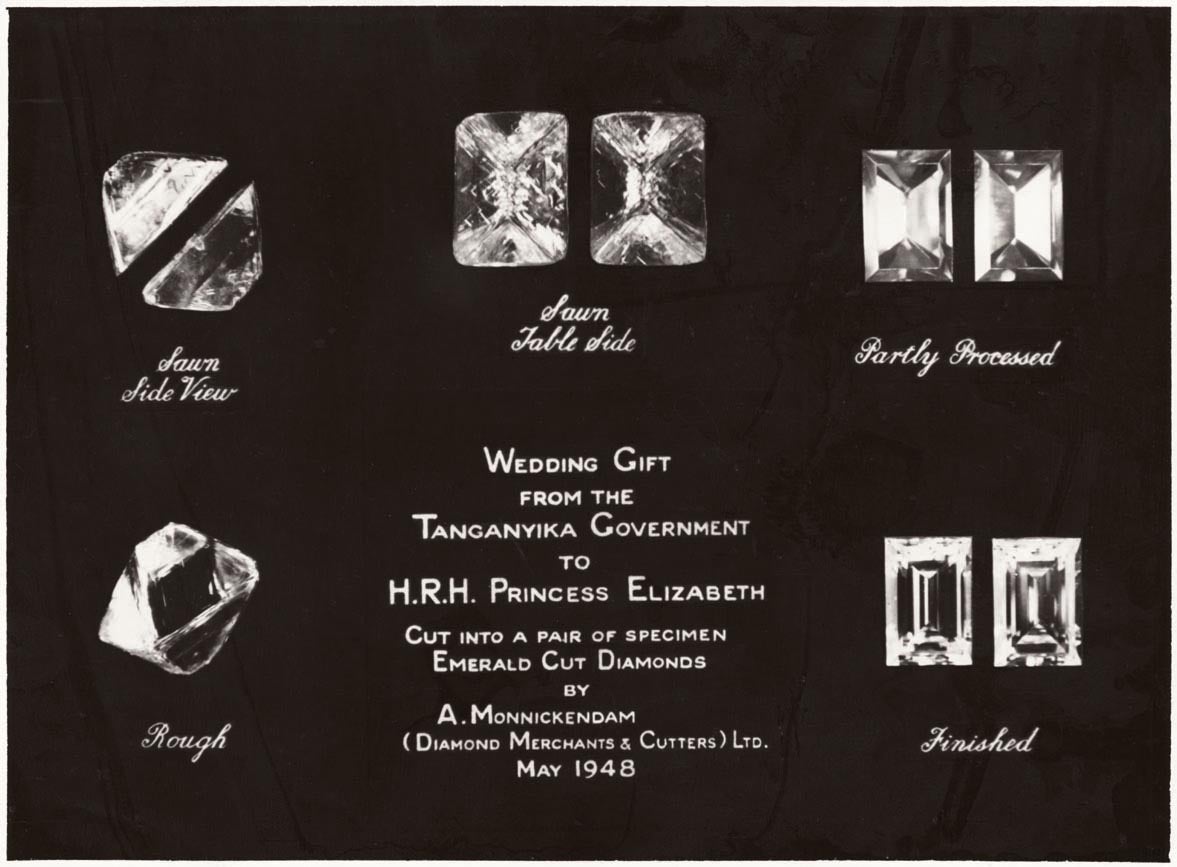 Sawn
Side View
Sawn
Table Side
Partly Processed
WEDDING GIFT
FROM THE
TANGANYIKA GOVERNMENT
TO
H.R.H. PRINCESS ELIZABETH
CUT INTO A PAIR OF SPECIMEN
EMERALD CUT DIAMONDS
BY
A. MONNICKENDAM
(DIAMOND MERCHANTS & CUTTERS) LTD.
MAY 1948
Rough
Finished